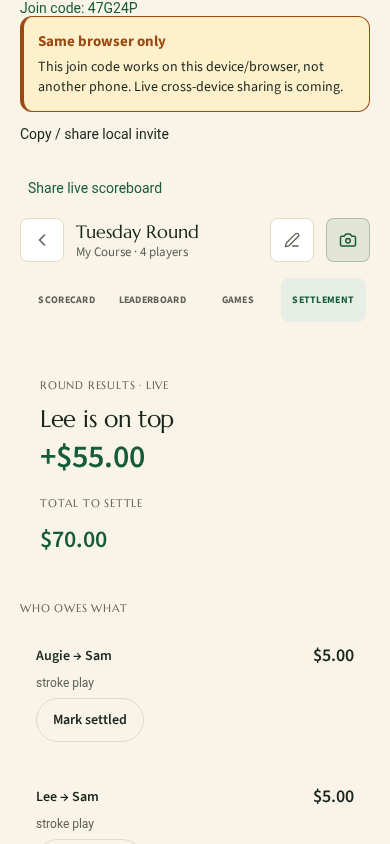 Join code: 47G24P
Same browser only
This join code works on this device/browser, not
another phone. Live cross-device sharing is coming.
Copy / share local invite
Share live scoreboard
Tuesday Round
My Course · 4 players
SCORECARD LEADERBOARD GAMES SETTLEMENT
ROUND RESULTS · LIVE
Lee is on top
+$55.00
TOTAL TO SETTLE
$70.00
WHO OWES WHAT
Augie → Sam $5.00
stroke play
Mark settled
Lee → Sam $5.00
stroke play